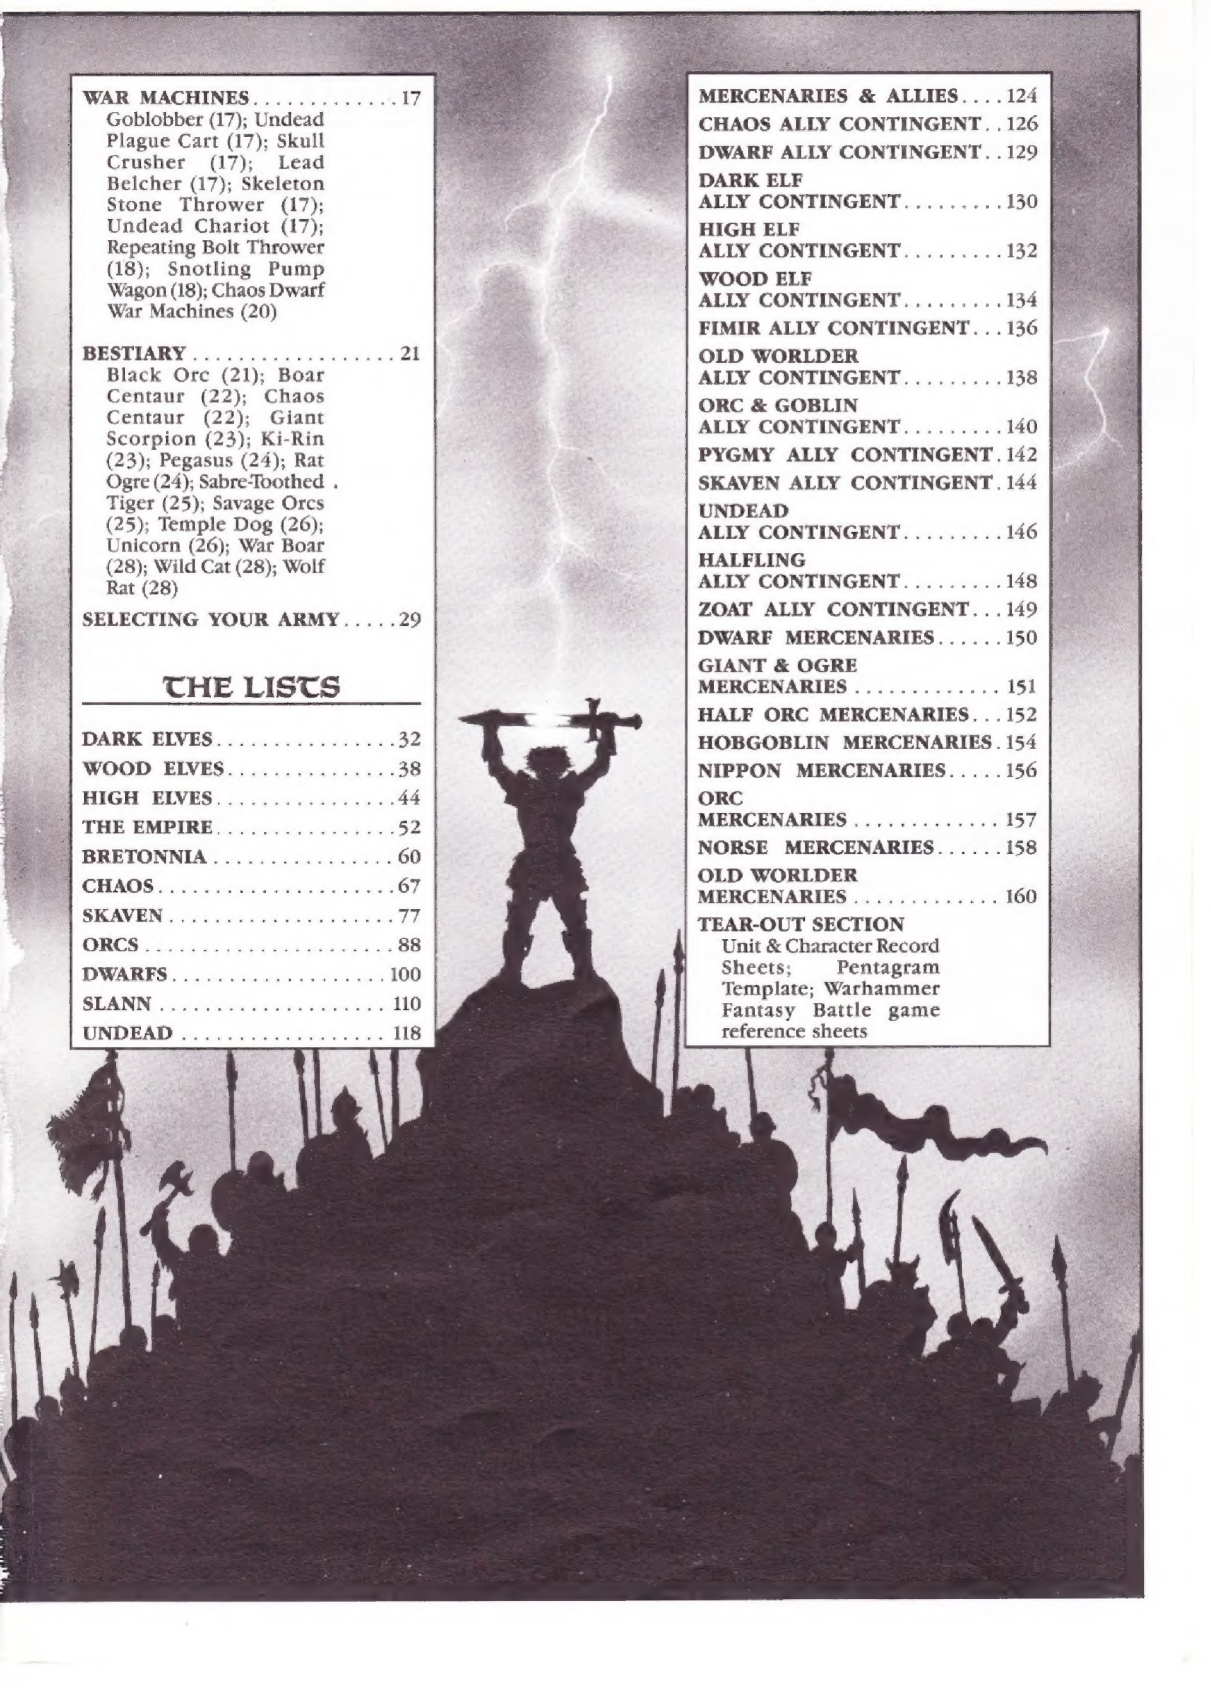 WAR MACHINES.............17
Goblobber (17); Undead
Plague Cart (17); Skull
Crusher (17); Lead
Belcher (17); Skeleton
Stone Thrower (17);
Undead Chariot (17);
Repeating Bolt Thrower
(18); Snotling Pump
Wagon (18); Chaos Dwarf
War Machines (20)
BESTIARY..................21
Black Orc (21); Boar
Centaur (22); Chaos
Centaur (22); Giant
Scorpion (23); Ki-Rin
(23); Pegasus (24); Rat
Ogre (24); Sabre-Toothed
Tiger (25); Savage Orcs
(25); Temple Dog (26);
Unicorn (26); War Boar
(28); Wild Cat (28); Wolf
Rat (28)
SELECTING YOUR ARMY.....29
THE LISTS
DARK ELVES................32
WOOD ELVES...............38
HIGH ELVES................44
THE EMPIRE................52
BRETONNIA................60
CHAOS.....................67
SKAVEN....................77
ORCS......................88
DWARFS...................100
SLANN....................110
UNDEAD..................118
MERCENARIES & ALLIES....124
CHAOS ALLY CONTINGENT..126
DWARF ALLY CONTINGENT..129
DARK ELF
ALLY CONTINGENT.........130
HIGH ELF
ALLY CONTINGENT.........132
WOOD ELF
ALLY CONTINGENT.........134
FIMIR ALLY CONTINGENT...136
OLD WORLDER
ALLY CONTINGENT.........138
ORC & GOBLIN
ALLY CONTINGENT.........140
PYGMY ALLY CONTINGENT.142
SKAVEN ALLY CONTINGENT.144
UNDEAD
ALLY CONTINGENT.........146
HALFLING
ALLY CONTINGENT.........148
ZOAT ALLY CONTINGENT...149
DWARF MERCENARIES......150
GIANT & OGRE
MERCENARIES.............151
HALF ORC MERCENARIES...152
HOBGOBLIN MERCENARIES.154
NIPPON MERCENARIES.....156
ORC
MERCENARIES.............157
NORSE MERCENARIES......158
OLD WORLDER
MERCENARIES.............160
TEAR-OUT SECTION
Unit & Character Record
Sheets; Pentagram
Template; Warhammer
Fantasy Battle game
reference sheets